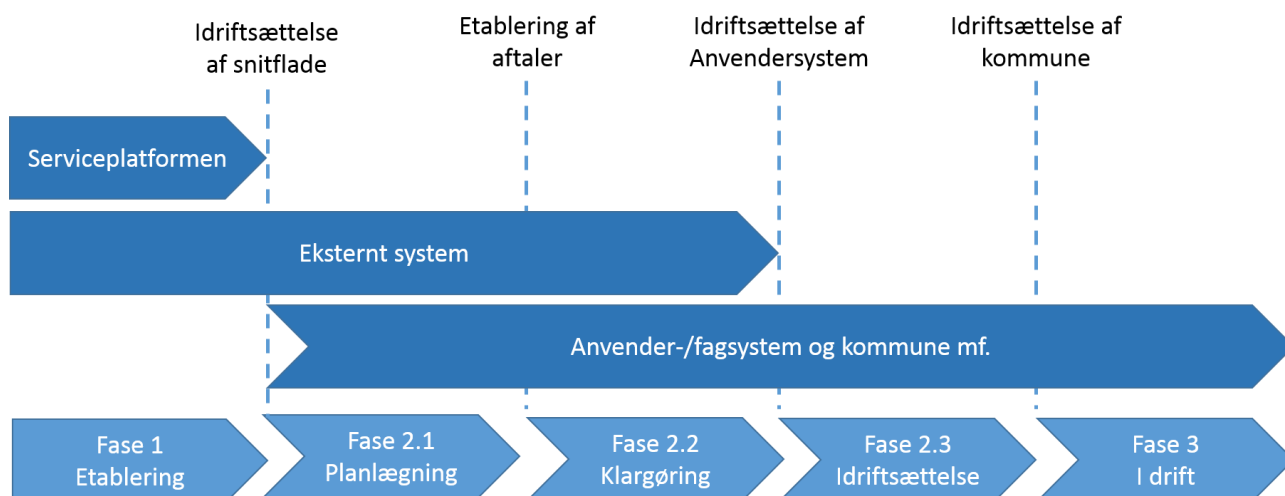 Idriftsættelse
af snitflade
Etablering af
aftaler
Idriftsættelse af
Anvendersystem
Idriftsættelse af
kommune
Serviceplatformen
Eksternt system
Anvender-/fagsystem og kommune mf.
Fase 1
Etablering
Fase 2.1
Planlægning
Fase 2.2
Klargøring
Fase 2.3
Idriftsættelse
Fase 3
I drift